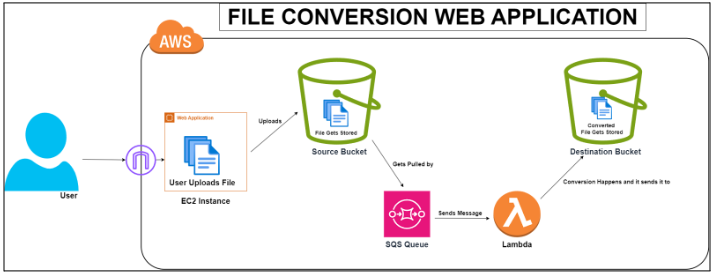 FILE CONVERSION WEB APPLICATION
AWS
Web Application
User Uploads File
EC2 Instance
User
Uploads
File Gets Stored
Source Bucket
Gets Pulled by
SQS Queue
Sends Message
Lambda
Conversion Happens and it sends it to
Converted
File Gets Stored
Destination Bucket